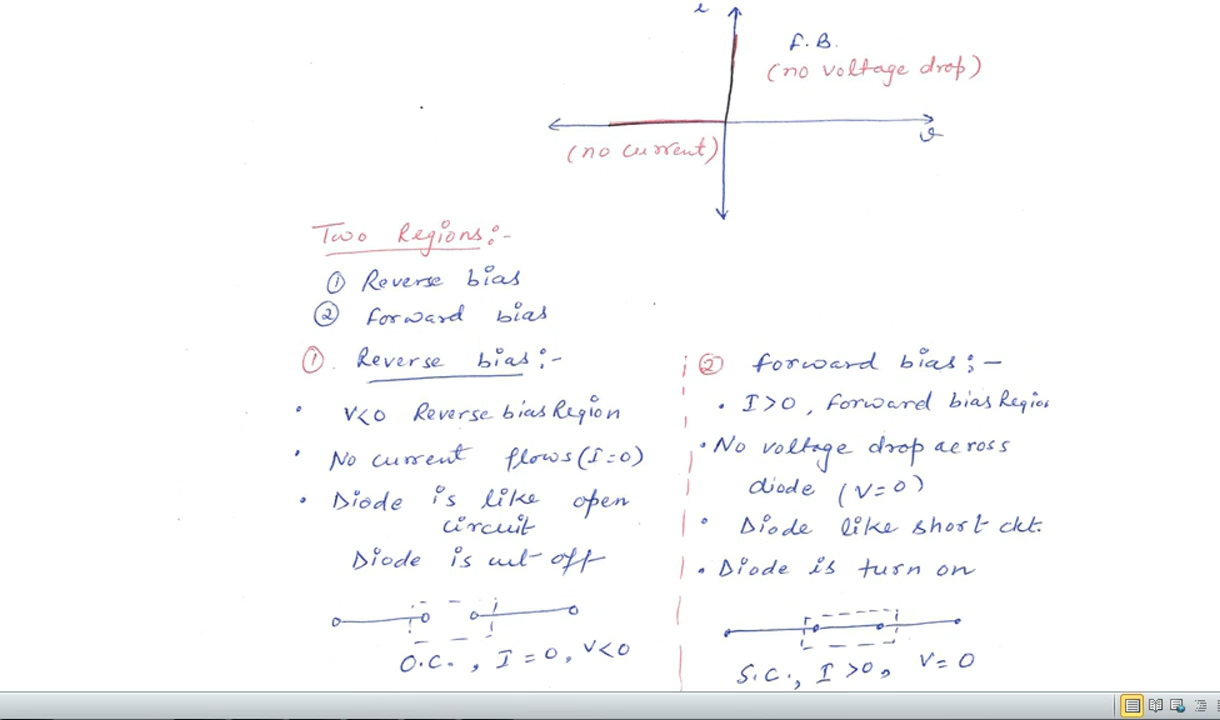 i
F.B.
(no voltage drop)
v
(no current)
Two Regions:-
① Reverse bias
② Forward bias
① Reverse bias:-
• V<0 Reverse bias Region
• No current flows (I=0)
• Diode is like open
circuit
Diode is cut off
O.C., I=0, V<0
② forward bias:-
• I>0, forward bias Region
• No voltage drop across
diode (V=0)
• Diode like short ckt.
• Diode is turn on
S.C., I>0, V=0